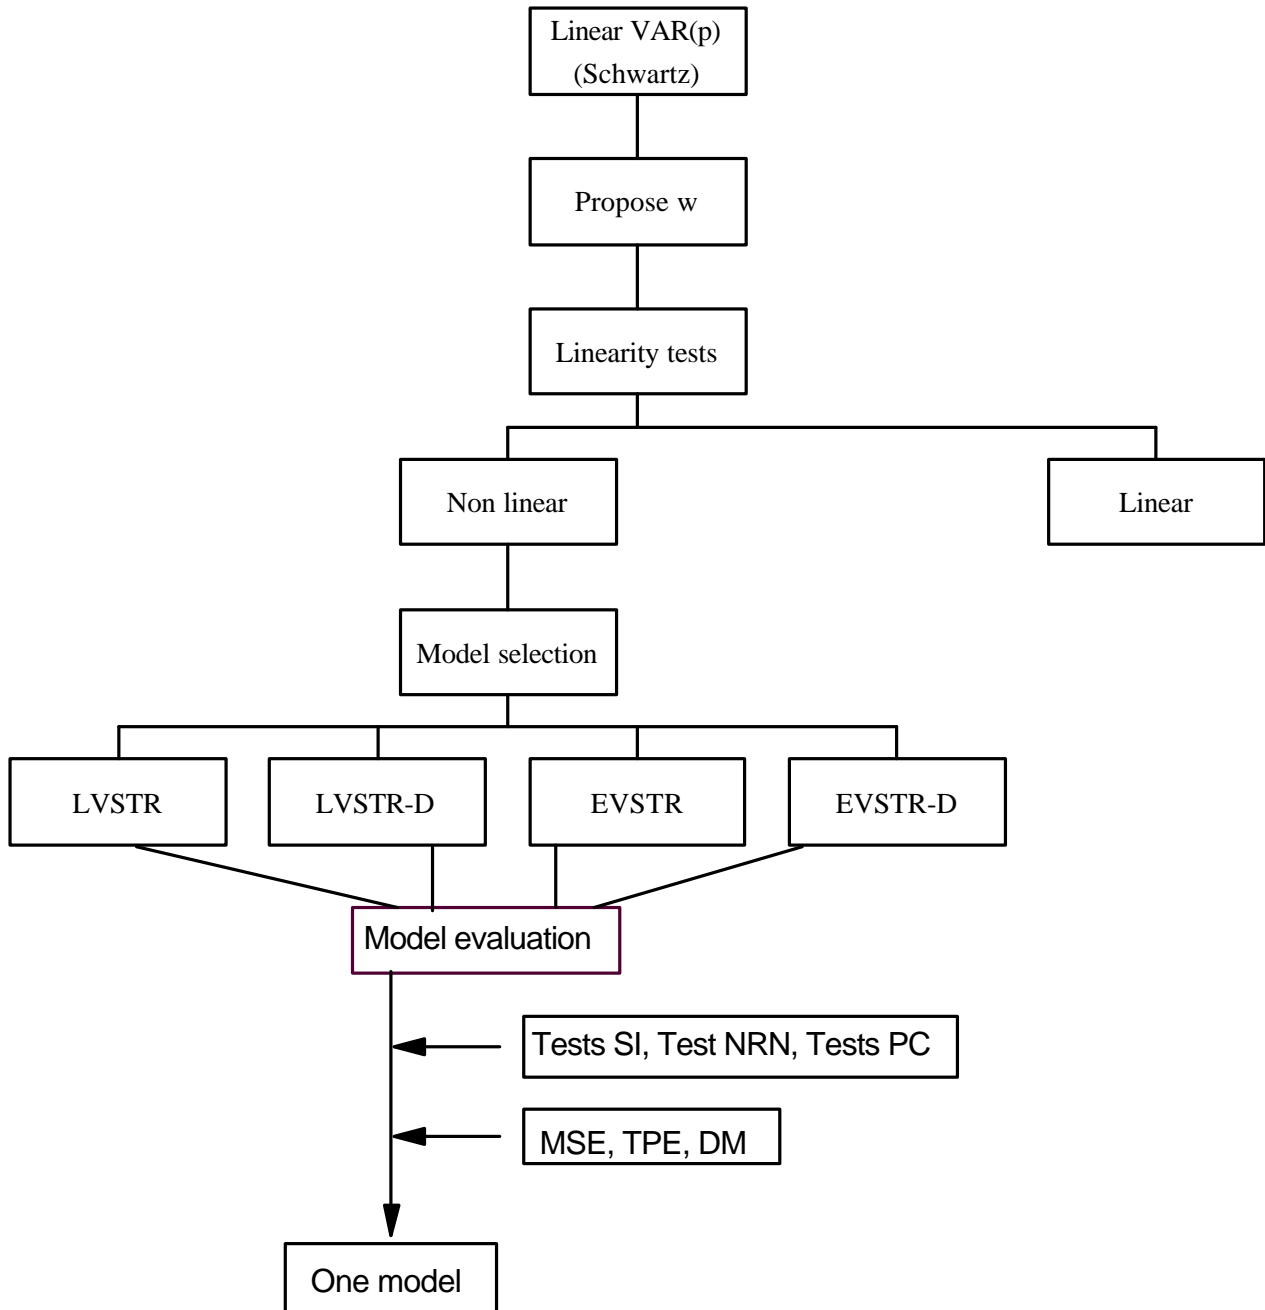 Linear VAR(p)
(Schwartz)
Propose w
Linearity tests
Non linear
Linear
Model selection
LVSTR
LVSTR-D
EVSTR
EVSTR-D
Model evaluation
Tests SI, Test NRN, Tests PC
MSE, TPE, DM
One model